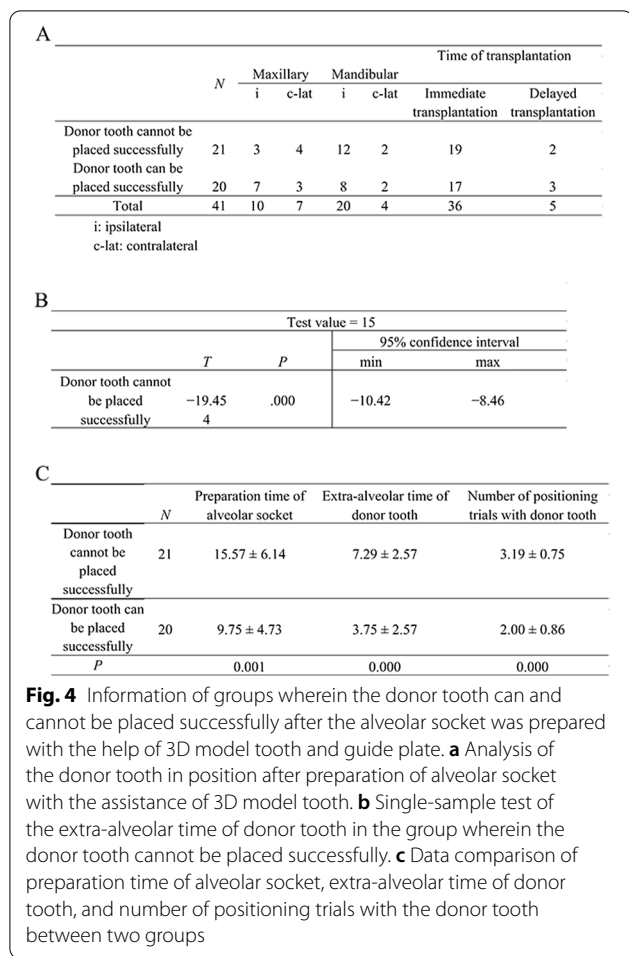 A
Time of transplantation
Maxillary Mandibular
N i c-lat i c-lat Immediate Delayed
transplantation transplantation
Donor tooth cannot be
placed successfully 21 3 4 12 2 19 2
Donor tooth can be
placed successfully 20 7 3 8 2 17 3
Total 41 10 7 20 4 36 5
i: ipsilateral
c-lat: contralateral
B
Test value = 15
95% confidence interval
T P min max
Donor tooth cannot
be placed −19.45 .000 −10.42 −8.46
successfully 4
C
Preparation time of Extra-alveolar time of Number of positioning
N alveolar socket donor tooth trials with donor tooth
Donor tooth
cannot be 21 15.57 ± 6.14 7.29 ± 2.57 3.19 ± 0.75
placed
successfully
Donor tooth can
be placed 20 9.75 ± 4.73 3.75 ± 2.57 2.00 ± 0.86
successfully
P 0.001 0.000 0.000
Fig. 4 Information of groups wherein the donor tooth can and
cannot be placed successfully after the alveolar socket was prepared
with the help of 3D model tooth and guide plate. a Analysis of
the donor tooth in position after preparation of alveolar socket
with the assistance of 3D model tooth. b Single-sample test of
the extra-alveolar time of donor tooth in the group wherein the
donor tooth cannot be placed successfully. c Data comparison of
preparation time of alveolar socket, extra-alveolar time of donor
tooth, and number of positioning trials with the donor tooth
between two groups